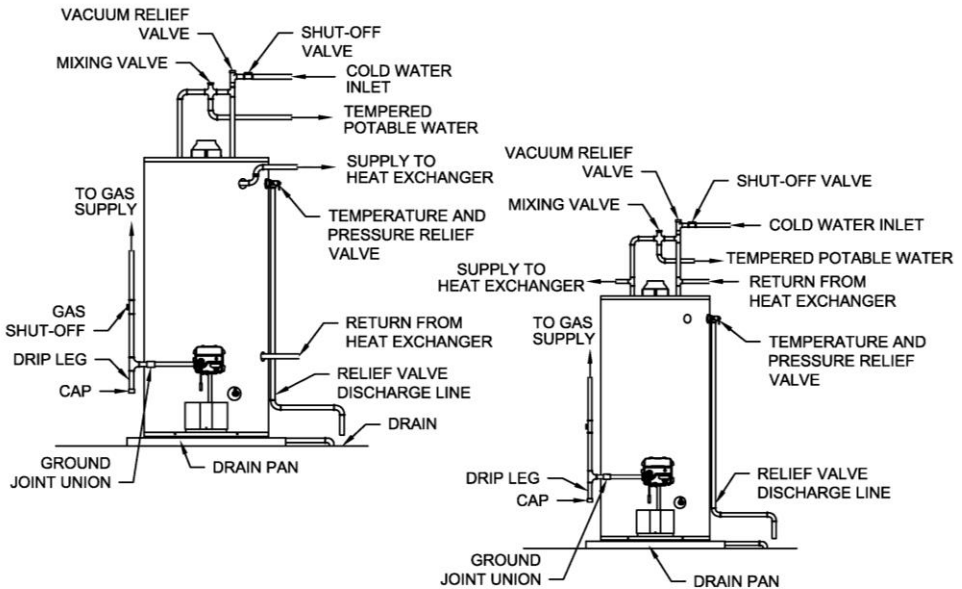 VACUUM RELIEF
VALVE
SHUT-OFF
VALVE
MIXING VALVE
COLD WATER
INLET
TEMPERED
POTABLE WATER
SUPPLY TO
HEAT EXCHANGER
TO GAS
SUPPLY
TEMPERATURE AND
PRESSURE RELIEF
VALVE
GAS
SHUT-OFF
RETURN FROM
HEAT EXCHANGER
DRIP LEG
CAP
RELIEF VALVE
DISCHARGE LINE
DRAIN
GROUND
JOINT UNION
DRAIN PAN
VACUUM RELIEF
VALVE
SHUT-OFF VALVE
MIXING VALVE
COLD WATER INLET
TEMPERED POTABLE WATER
SUPPLY TO
HEAT EXCHANGER
RETURN FROM
HEAT EXCHANGER
TO GAS
SUPPLY
TEMPERATURE AND
PRESSURE RELIEF
VALVE
DRIP LEG
CAP
RELIEF VALVE
DISCHARGE LINE
GROUND
JOINT UNION
DRAIN PAN